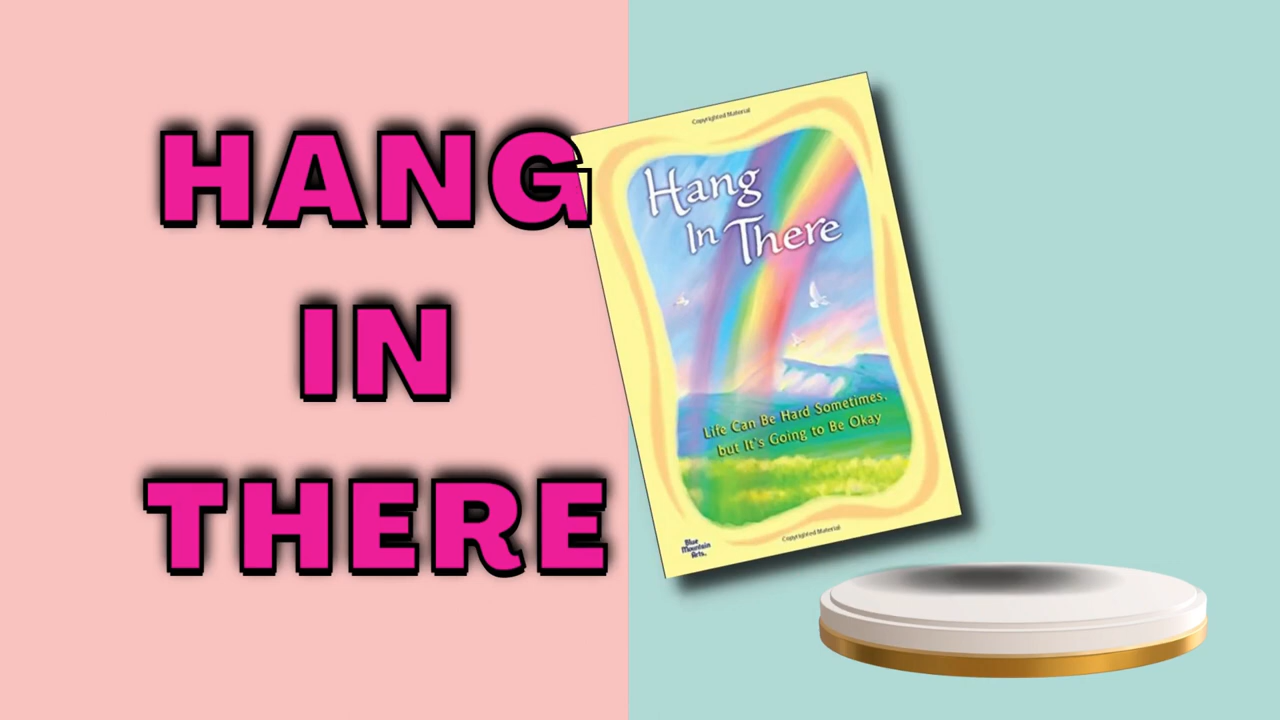 HANG
IN
THERE
Copyrighted Material
Hang
In There
Life Can Be Hard Sometimes,
but It's Going to Be Okay
Blue
Mountain
Arts.
Copyrighted Material